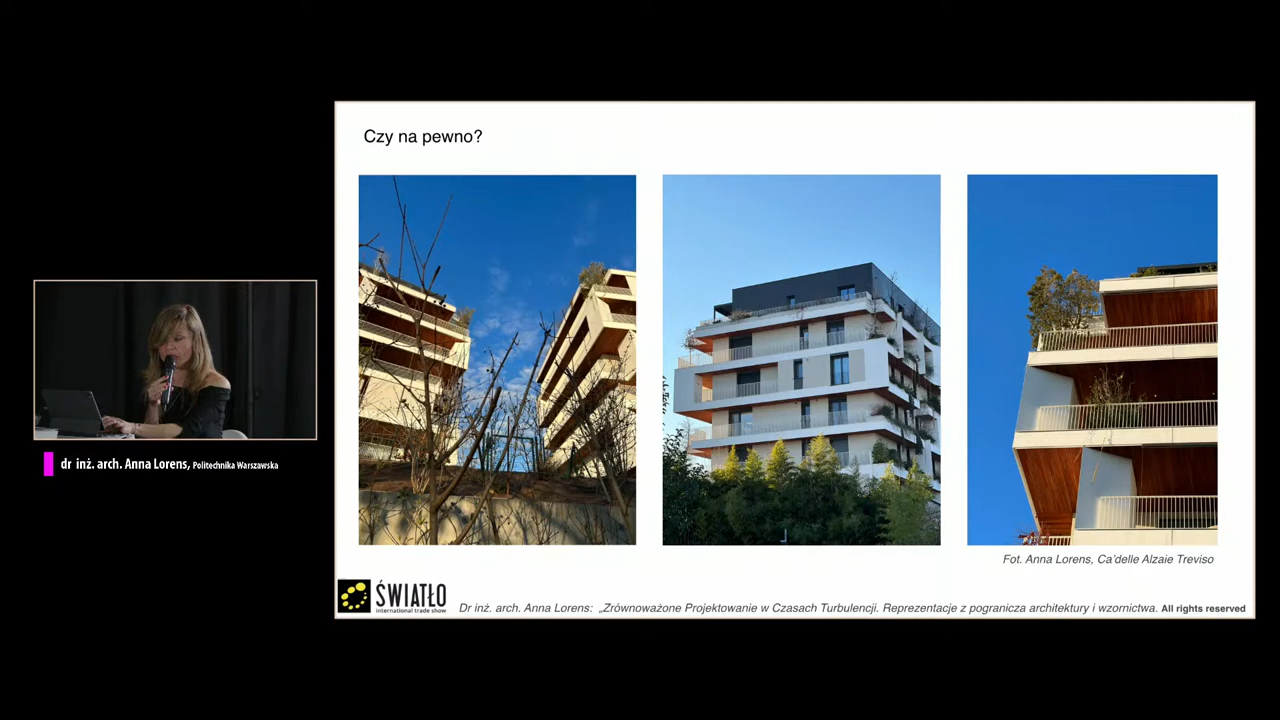 Czy na pewno?
dr inż. arch. Anna Lorens, Politechnika Warszawska
Fot. Anna Lorens, Ca'delle Alzaie Treviso
ŚWIATŁO
international trade show
Dr inż. arch. Anna Lorens: „Zrównoważone Projektowanie w Czasach Turbulencji. Reprezentacje z pogranicza architektury i wzornictwa. All rights reserved